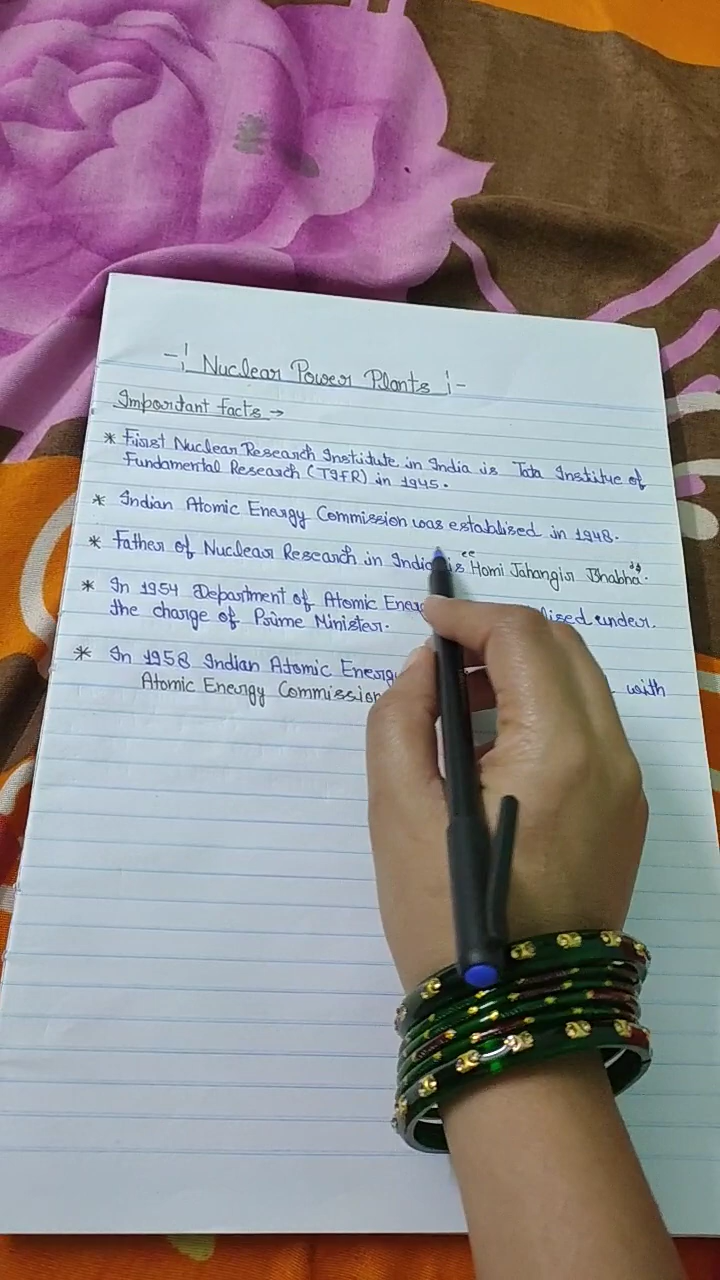 -: Nuclear Power Plants :-
Important facts →
* First Nuclear Research Institute in India is Tata Institue of
Fundamental Research (TIFR) in 1945.
* Indian Atomic Energy Commission was establised in 1948.
* Father of Nuclear Research in India is "Homi Jahangir Bhabha".
* In 1954 Department of Atomic Ener lised under
the charge of Prime Minister.
* In 1958 Indian Atomic Energy with
Atomic Energy Commission